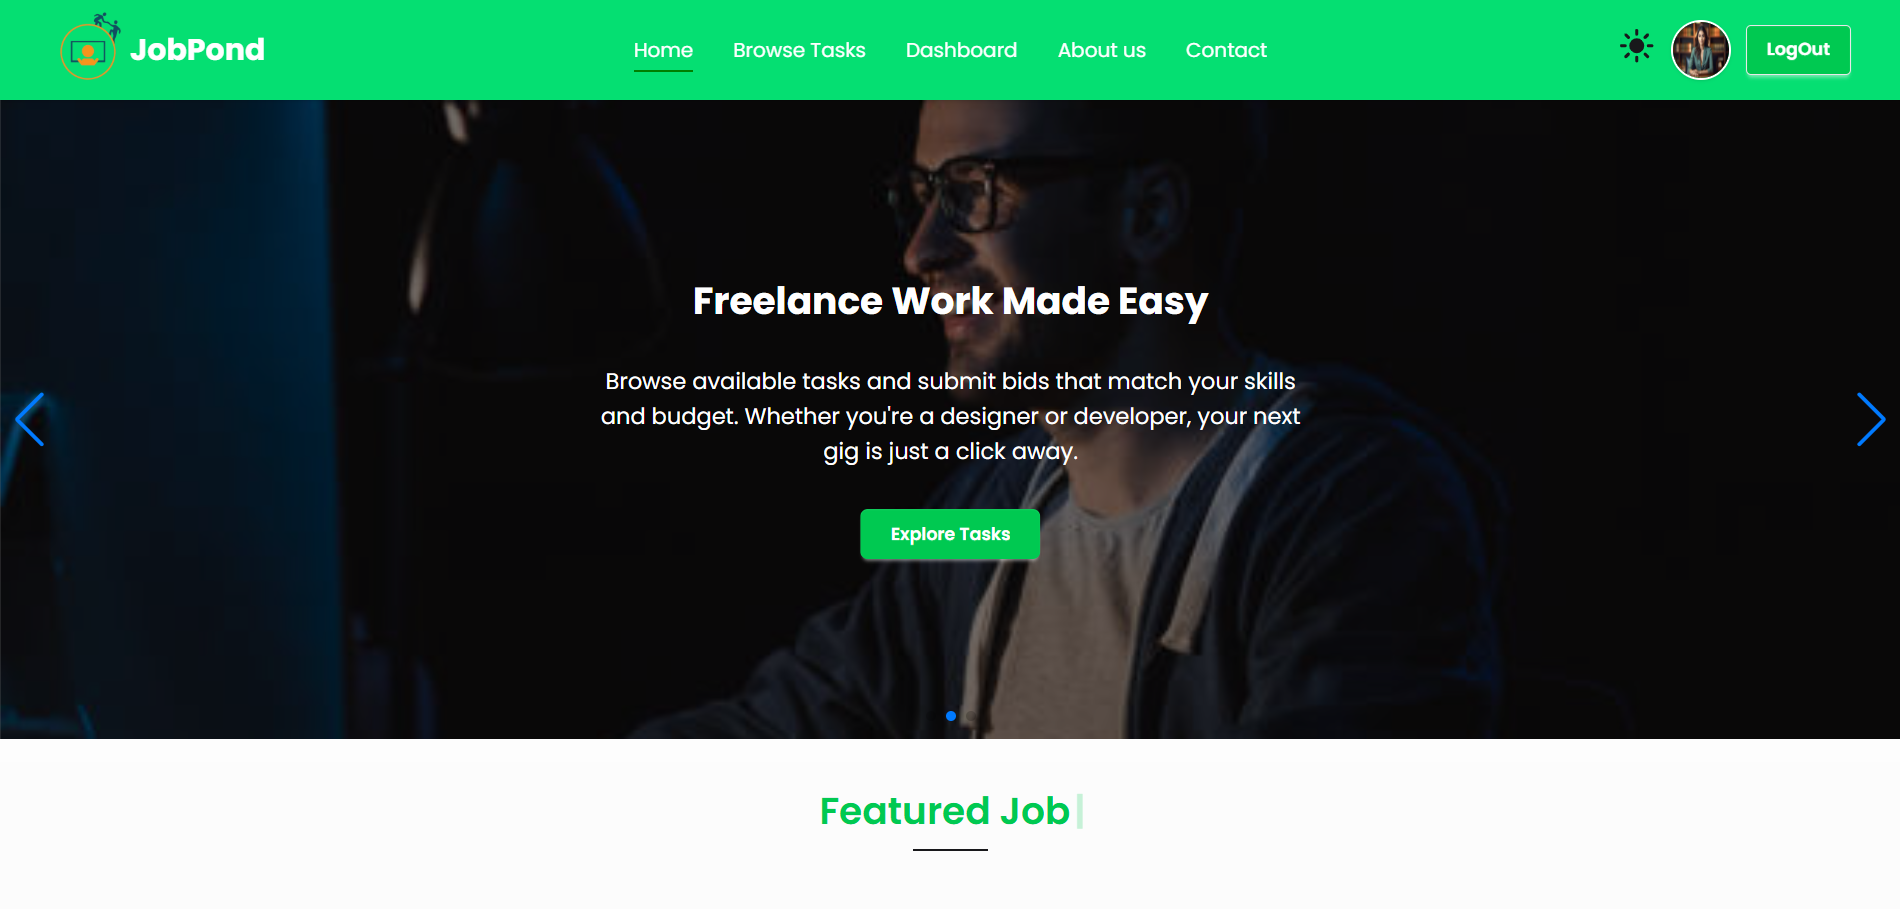 JobPond
Home
Browse Tasks
Dashboard
About us
Contact
LogOut
Freelance Work Made Easy
Browse available tasks and submit bids that match your skills
and budget. Whether you're a designer or developer, your next
gig is just a click away.
Explore Tasks
Featured Job